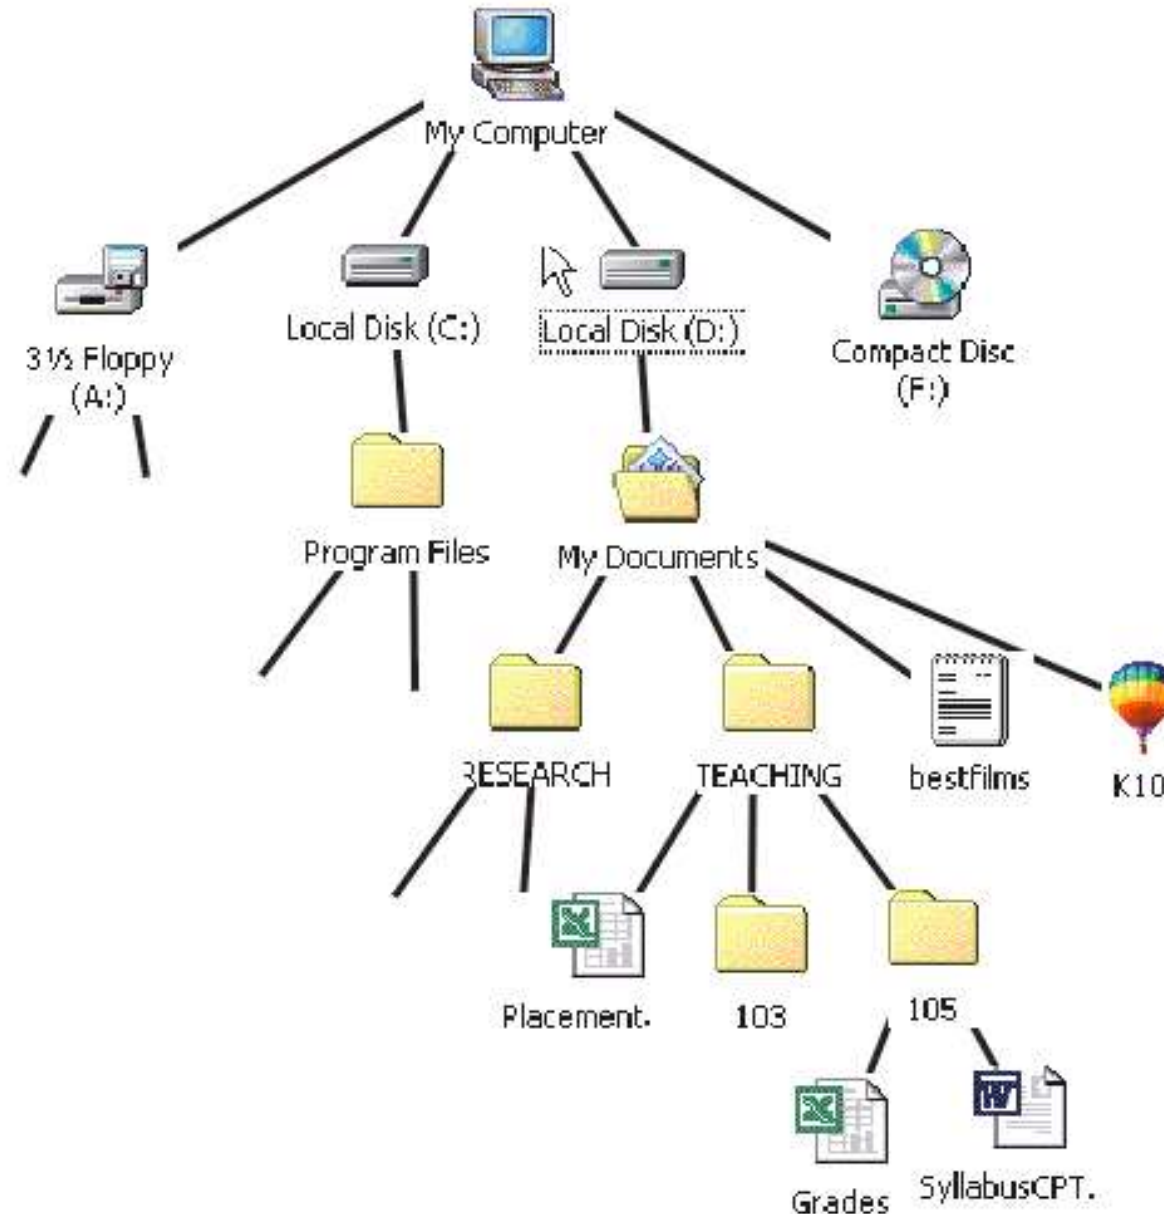 My Computer
3½ Floppy
(A:)
Local Disk (C:)
Local Disk (D:)
Compact Disc
(F:)
Program Files
My Documents
RESEARCH
TEACHING
bestfilms
K10
Placement.
103
105
Grades
SyllabusCPT.